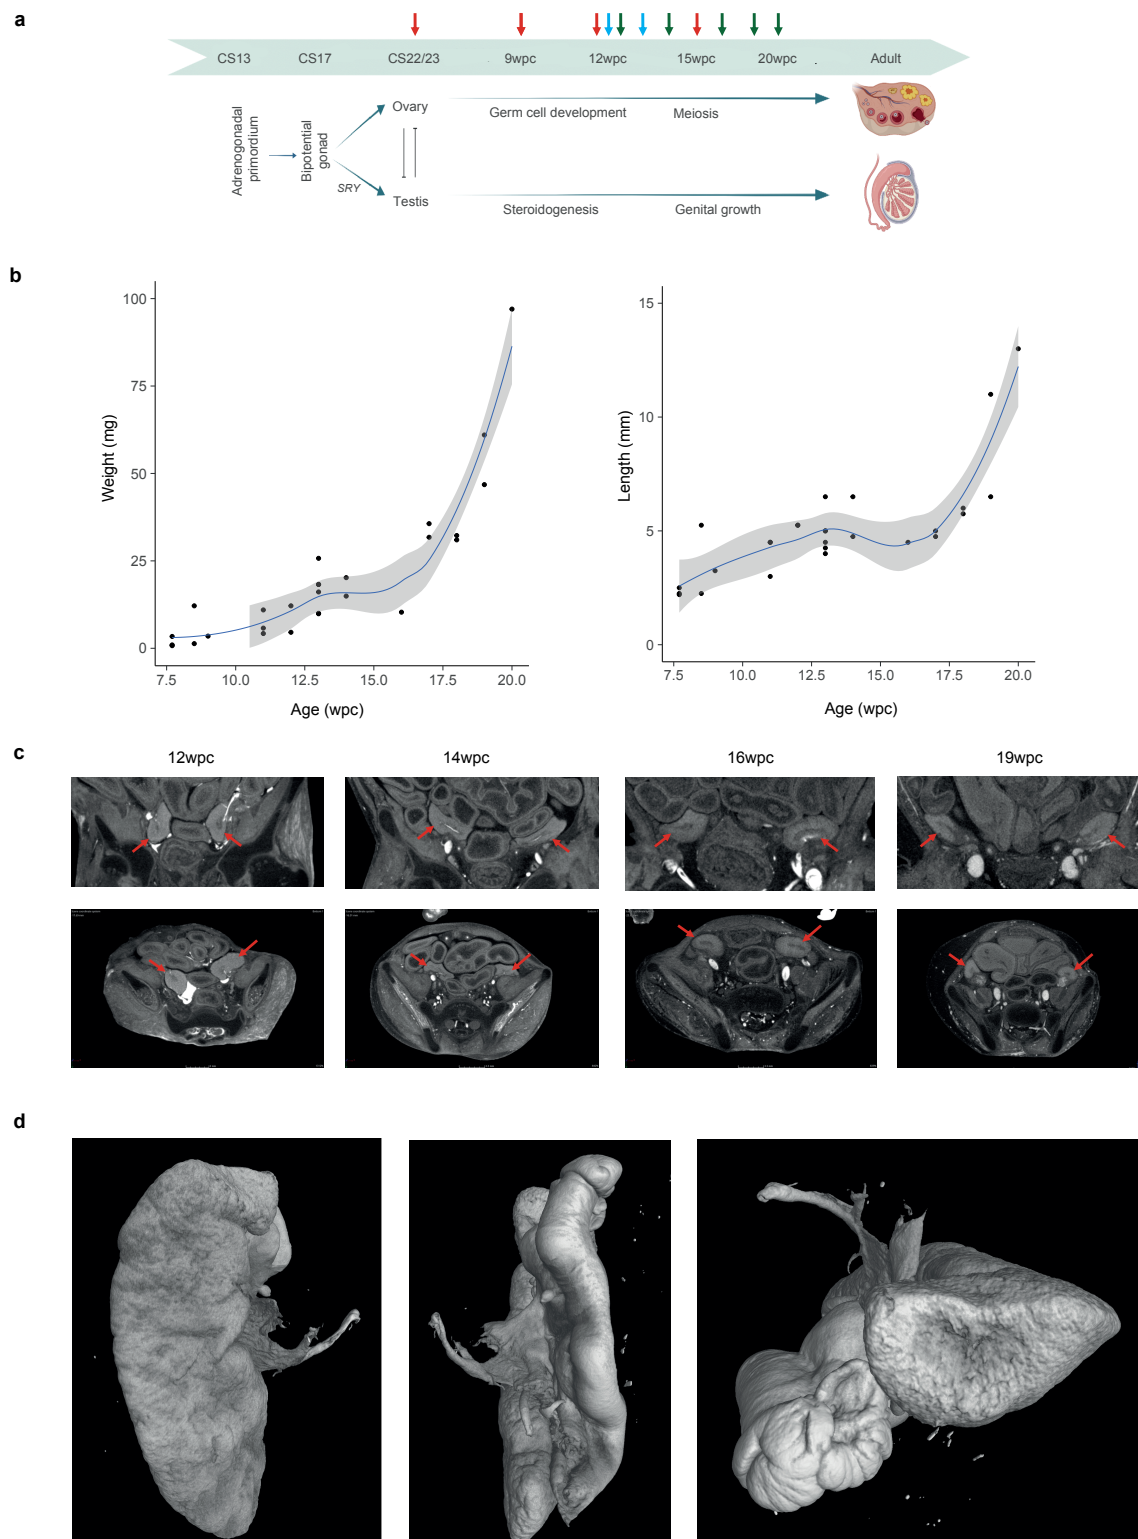 a
CS13 CS17 CS22/23 9wpc 12wpc 15wpc 20wpc Adult
Adrenogonadal
primordium
Bipotential
gonad
SRY
Ovary
Testis
Germ cell development Meiosis
Steroidogenesis Genital growth
b
Weight (mg)
100
75
50
25
0
7.5 10.0 12.5 15.0 17.5 20.0
Age (wpc)
Length (mm)
15
10
5
0
7.5 10.0 12.5 15.0 17.5 20.0
Age (wpc)
c
12wpc 14wpc 16wpc 19wpc
d